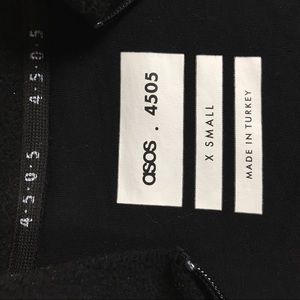 asos . 4505
X SMALL
MADE IN TURKEY
4·5·0·5 4·5·0·5